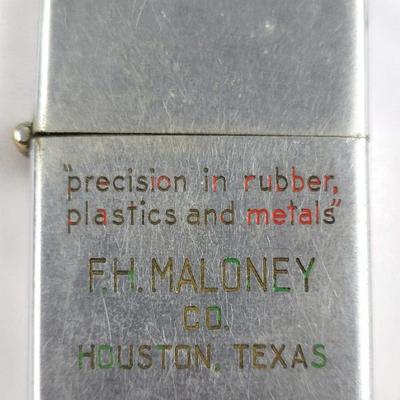 "precision in rubber,
plastics and metals"
F.H. MALONEY
CO.
HOUSTON, TEXAS